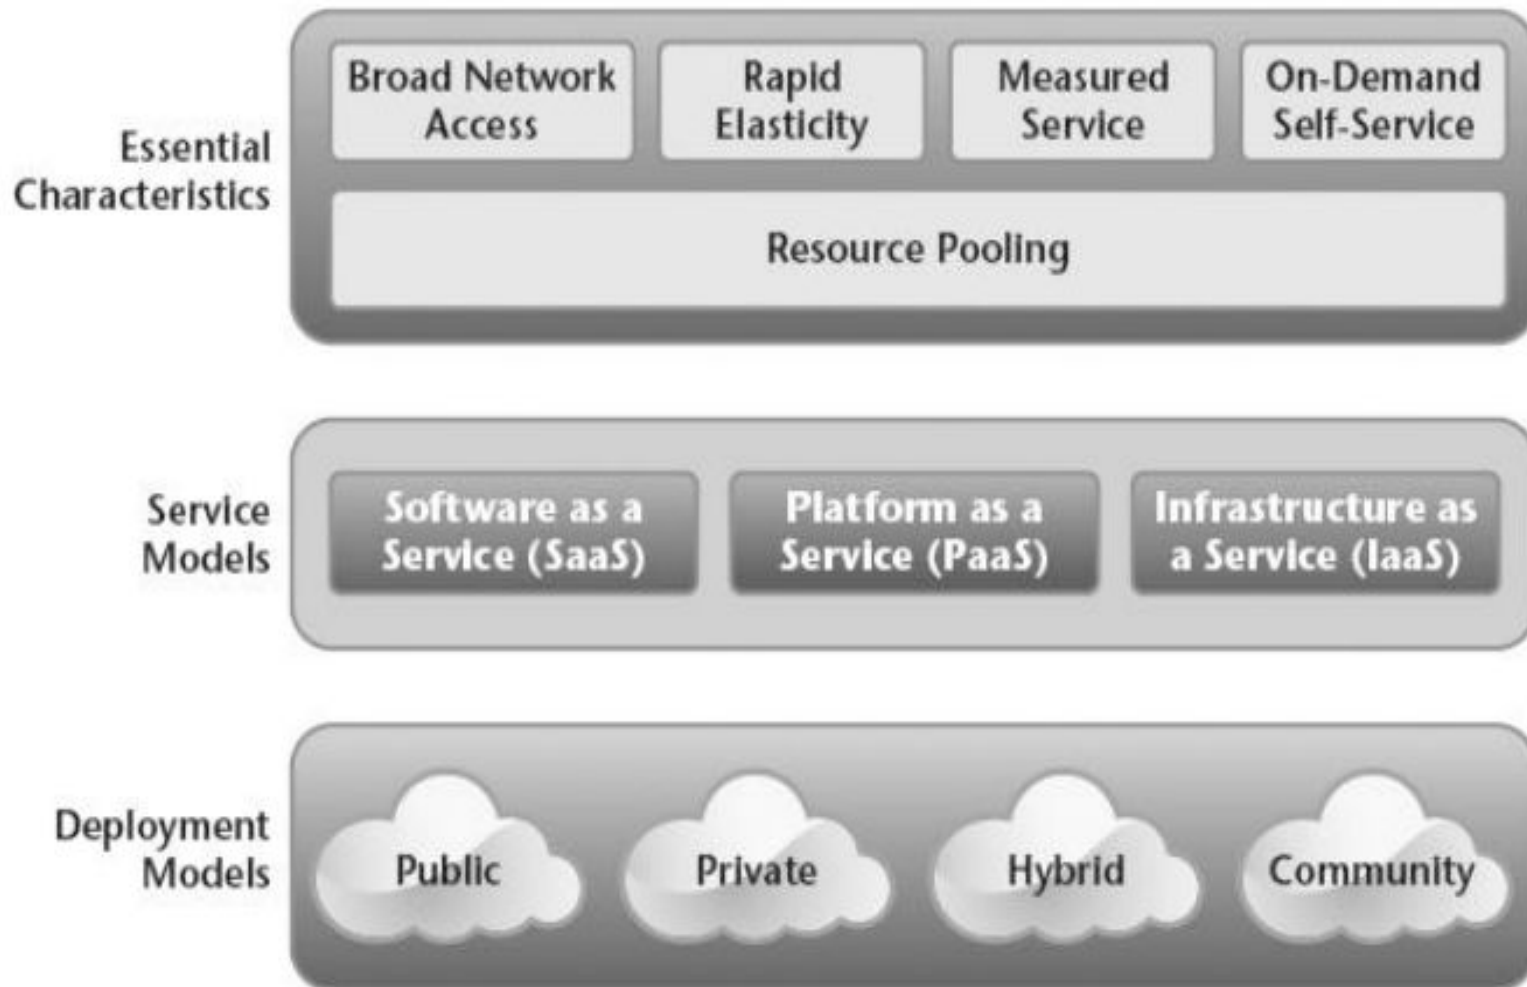 Essential
Characteristics
Broad Network
Access
Rapid
Elasticity
Measured
Service
On-Demand
Self-Service
Resource Pooling
Service
Models
Software as a
Service (SaaS)
Platform as a
Service (PaaS)
Infrastructure as
a Service (IaaS)
Deployment
Models
Public
Private
Hybrid
Community